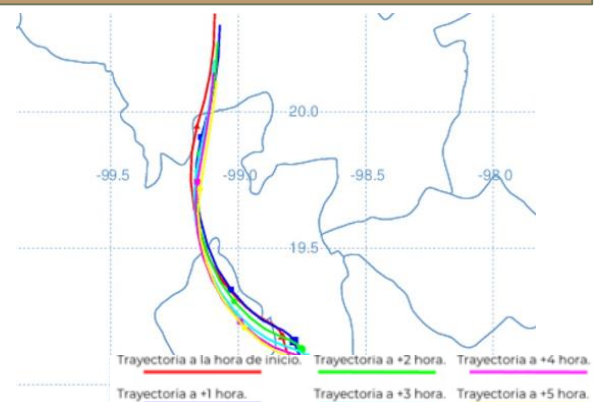 20.0
-99.5 -99.0 -98.5 -98.0
19.5
Trayectoria a la hora de inicio. Trayectoria a +2 hora. Trayectoria a +4 hora.
Trayectoria a +1 hora. Trayectoria a +3 hora. Trayectoria a +5 hora.